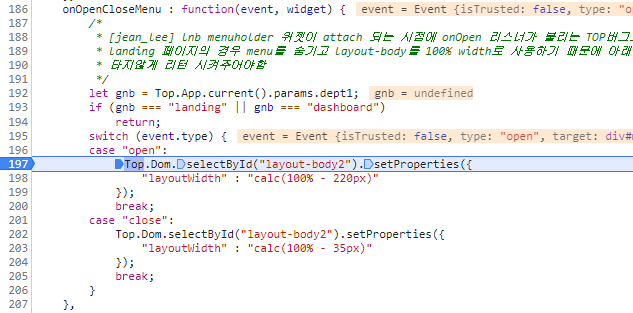 186 onOpenCloseMenu : function(event, widget) { event = Event {isTrusted: false, type: "o
187 /*
188 * [jean_lee] lnb menuholder 위젯이 attach 되는 시점에 onOpen 리스너가 불리는 TOP버그
189 * landing 페이지의 경우 menu를 숨기고 layout-body를 100% width로 사용하기 때문에 아래
190 * 타지않게 리턴 시켜주어야함
191 */
192 let gnb = Top.App.current().params.dept1; gnb = undefined
193 if (gnb === "landing" || gnb === "dashboard")
194 return;
195 switch (event.type) { event = Event {isTrusted: false, type: "open", target: div#
196 case "open":
197 Top.Dom.selectById("layout-body2").setProperties({
198 "layoutWidth" : "calc(100% - 220px)"
199 });
200 break;
201 case "close":
202 Top.Dom.selectById("layout-body2").setProperties({
203 "layoutWidth" : "calc(100% - 35px)"
204 });
205 break;
206 }
207 },